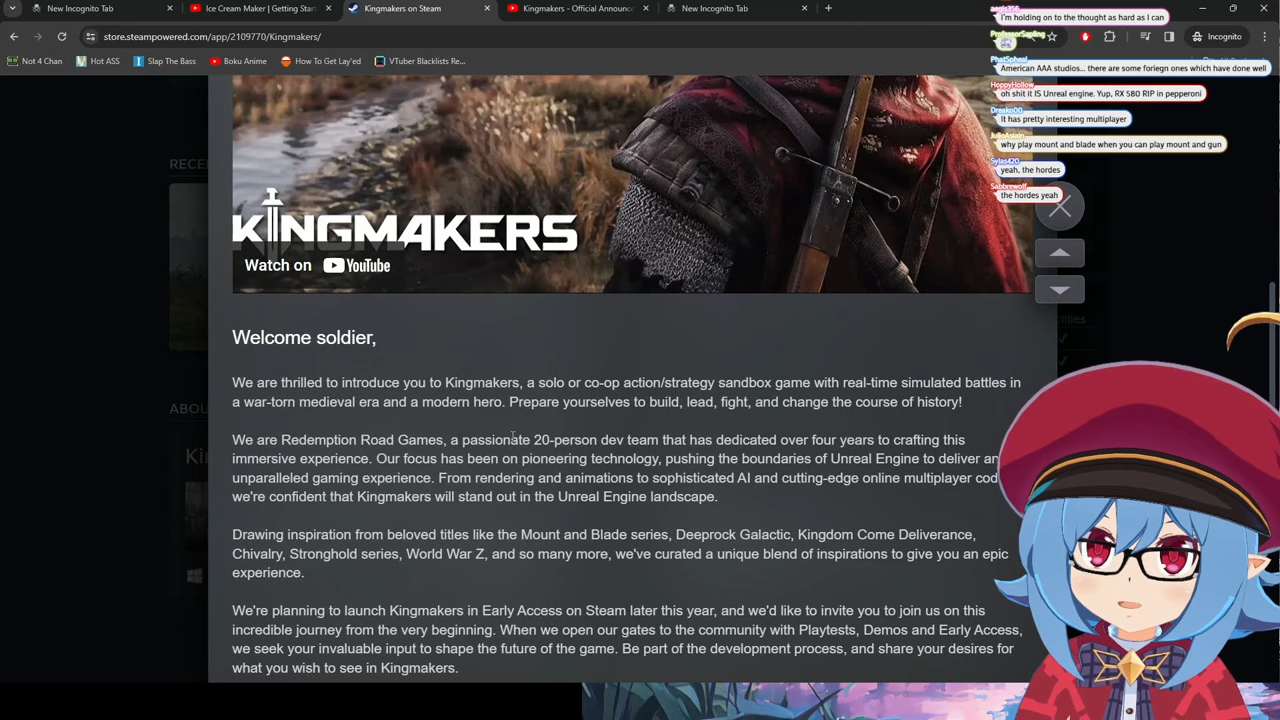 New Incognito Tab
Ice Cream Maker | Getting Start
Kingmakers on Steam
Kingmakers - Official Announc
New Incognito Tab
store.steampowered.com/app/2109770/Kingmakers/
Incognito
Not 4 Chan
Hot ASS
Slap The Bass
Boku Anime
et Lay'ed
VTuber Blacklists Re...
aegis356
I'm holding on to the thought as hard as I can
ProfessorSapling
American AAA studios... there are some foriegn ones which have done well
HoppyHollow
oh shit it IS Unreal engine. Yup, RX 580 RIP in pepperoni
It has pretty interesting multiplayer
why play mount and blade when you can play mount and gun
Sylas420
yeah, the hordes
Sabbrewolf
the hordes yeah
RECE
KINGMAKERS
Watch on YouTube
ABOU
Kin
Welcome soldier,
We are thrilled to introduce you to Kingmakers, a solo or co-op action/strategy sandbox game with real-time simulated battles in
a war-torn medieval era and a modern hero. Prepare yourselves to build, lead, fight, and change the course of history!
We are Redemption Road Games, a passionate 20-person dev team that has dedicated over four years to crafting this
immersive experience. Our focus has been on pioneering technology, pushing the boundaries of Unreal Engine to deliver an
unparalleled gaming experience. From rendering and animations to sophisticated AI and cutting-edge online multiplayer cod
we're confident that Kingmakers will stand out in the Unreal Engine landscape.
Drawing inspiration from beloved titles like the Mount and Blade series, Deeprock Galactic, Kingdom Come Deliverance,
Chivalry, Stronghold series, World War Z, and so many more, we've curated a unique blend of inspirations to give you an epic
experience.
We're planning to launch Kingmakers in Early Access on Steam later this year, and we'd like to invite you to join us on this
incredible journey from the very beginning. When we open our gates to the community with Playtests, Demos and Early Access,
we seek your invaluable input to shape the future of the game. Be part of the development process, and share your desires for
what you wish to see in Kingmakers.